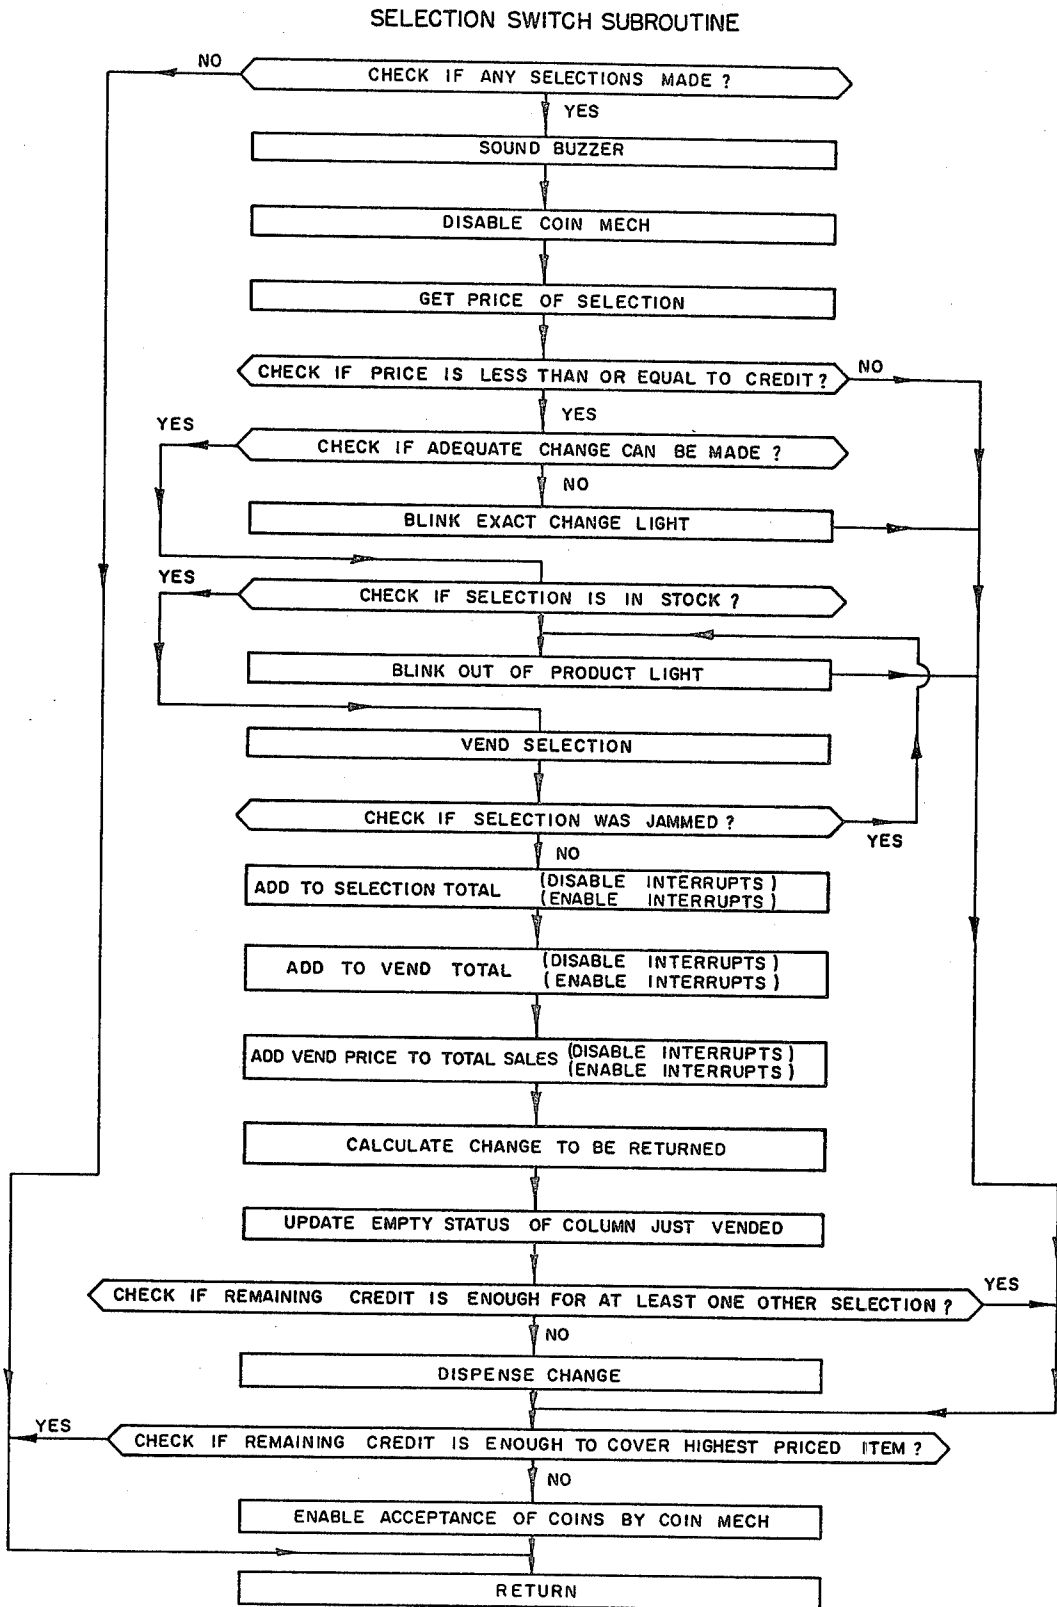 SELECTION SWITCH SUBROUTINE
NO
CHECK IF ANY SELECTIONS MADE ?
YES
SOUND BUZZER
DISABLE COIN MECH
GET PRICE OF SELECTION
CHECK IF PRICE IS LESS THAN OR EQUAL TO CREDIT ?
NO
YES
YES
CHECK IF ADEQUATE CHANGE CAN BE MADE ?
NO
BLINK EXACT CHANGE LIGHT
YES
CHECK IF SELECTION IS IN STOCK ?
BLINK OUT OF PRODUCT LIGHT
VEND SELECTION
CHECK IF SELECTION WAS JAMMED ?
YES
NO
ADD TO SELECTION TOTAL (DISABLE INTERRUPTS)
(ENABLE INTERRUPTS)
ADD TO VEND TOTAL (DISABLE INTERRUPTS)
(ENABLE INTERRUPTS)
ADD VEND PRICE TO TOTAL SALES (DISABLE INTERRUPTS)
(ENABLE INTERRUPTS)
CALCULATE CHANGE TO BE RETURNED
UPDATE EMPTY STATUS OF COLUMN JUST VENDED
CHECK IF REMAINING CREDIT IS ENOUGH FOR AT LEAST ONE OTHER SELECTION ?
YES
NO
DISPENSE CHANGE
YES
CHECK IF REMAINING CREDIT IS ENOUGH TO COVER HIGHEST PRICED ITEM ?
NO
ENABLE ACCEPTANCE OF COINS BY COIN MECH
RETURN